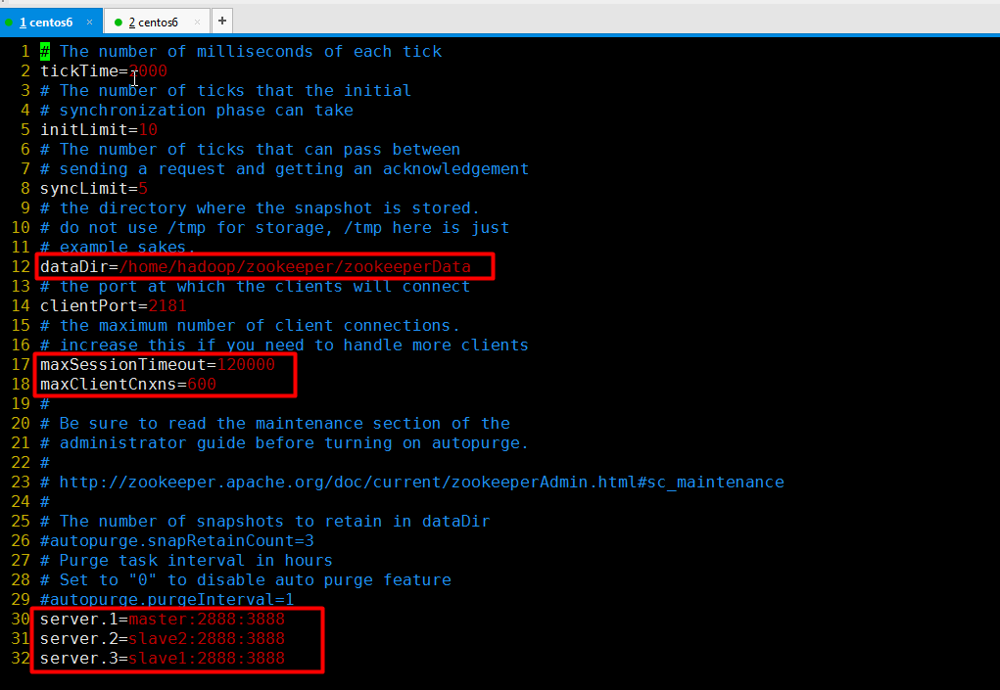 1 centos6 ×
2 centos6 ×
+
1 # The number of milliseconds of each tick
2 tickTime=2000
3 # The number of ticks that the initial
4 # synchronization phase can take
5 initLimit=10
6 # The number of ticks that can pass between
7 # sending a request and getting an acknowledgement
8 syncLimit=5
9 # the directory where the snapshot is stored.
10 # do not use /tmp for storage, /tmp here is just
11 # example sakes.
12 dataDir=/home/hadoop/zookeeper/zookeeperData
13 # the port at which the clients will connect
14 clientPort=2181
15 # the maximum number of client connections.
16 # increase this if you need to handle more clients
17 maxSessionTimeout=120000
18 maxClientCnxns=600
19 #
20 # Be sure to read the maintenance section of the
21 # administrator guide before turning on autopurge.
22 #
23 # http://zookeeper.apache.org/doc/current/zookeeperAdmin.html#sc_maintenance
24 #
25 # The number of snapshots to retain in dataDir
26 #autopurge.snapRetainCount=3
27 # Purge task interval in hours
28 # Set to "0" to disable auto purge feature
29 #autopurge.purgeInterval=1
30 server.1=master:2888:3888
31 server.2=slave2:2888:3888
32 server.3=slave1:2888:3888